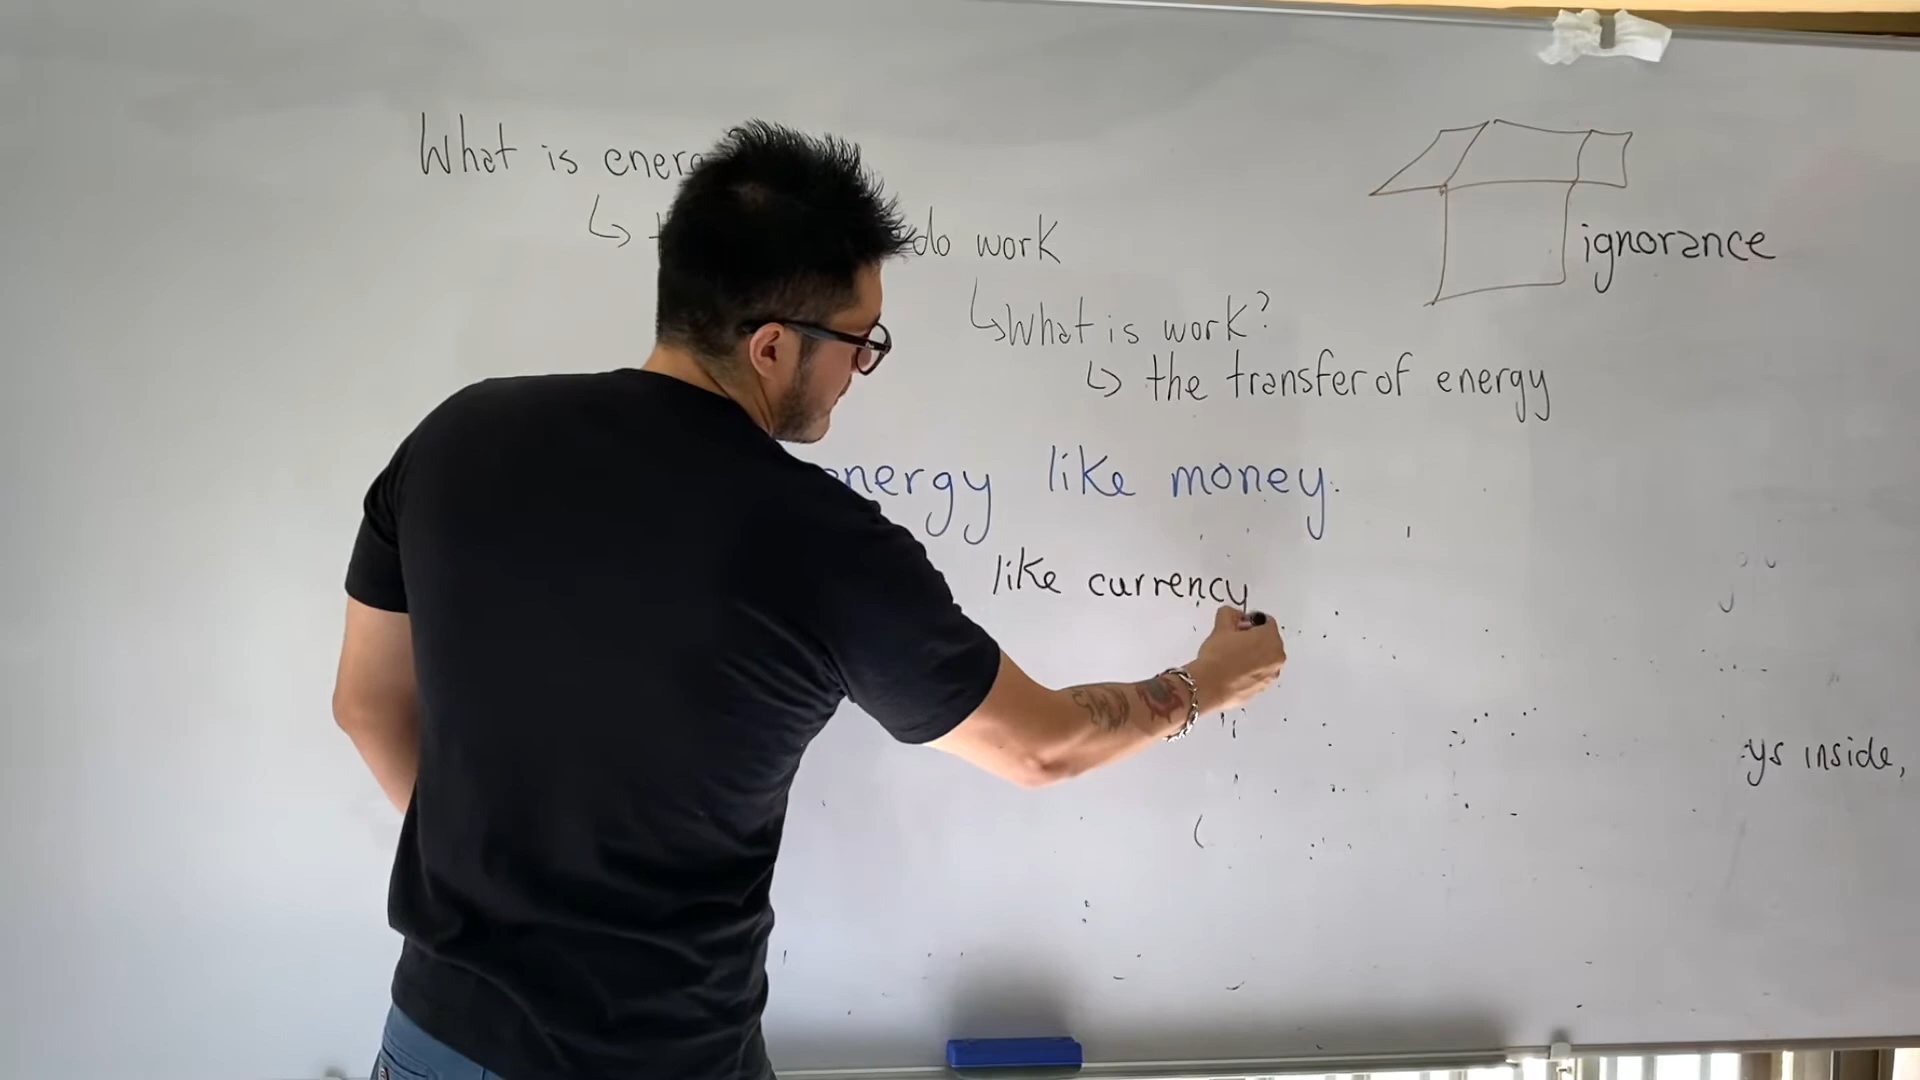 What is
do work
ignorance
What is work?
the transfer of energy
energy like money.
like currency
ys inside,